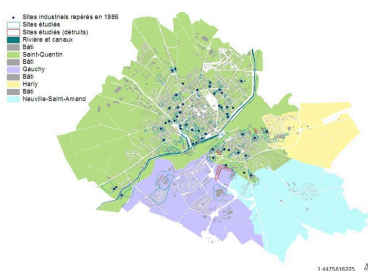 Sites industriels repérés en 1986
Sites étudiés
Sites étudiés (détruits)
Rivière et canaux
Bâti
Saint-Quentin
Bâti
Gauchy
Bâti
Harly
Bâti
Neuville-Saint-Amand
1:4475816225